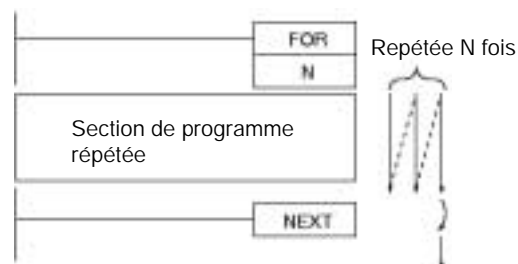 FOR
Repétée N fois
N
Section de programme
répétée
NEXT